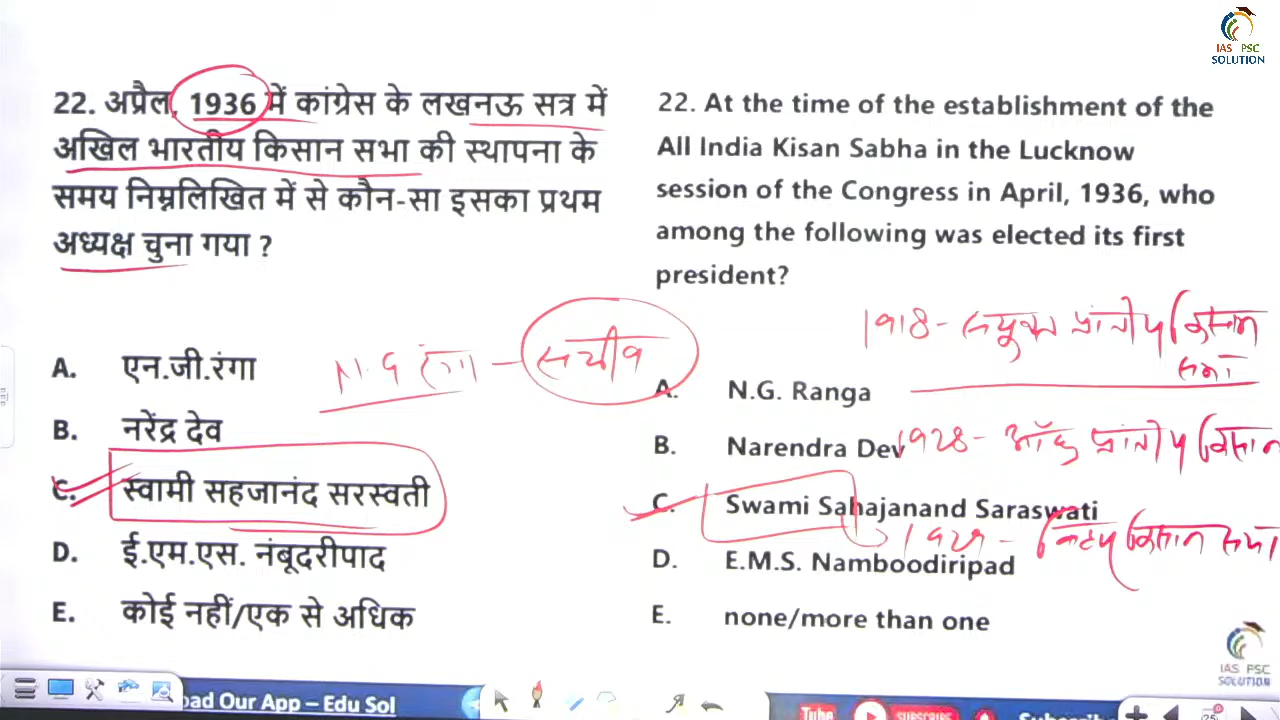 IAS PSC
SOLUTION
22. अप्रैल, 1936 में कांग्रेस के लखनऊ सत्र में
अखिल भारतीय किसान सभा की स्थापना के
समय निम्नलिखित में से कौन-सा इसका प्रथम
अध्यक्ष चुना गया ?
A. एन.जी.रंगा
N.G रंगा - सचीव
B. नरेंद्र देव
C. स्वामी सहजानंद सरस्वती
D. ई.एम.एस. नंबूदरीपाद
E. कोई नहीं/एक से अधिक
22. At the time of the establishment of the
All India Kisan Sabha in the Lucknow
session of the Congress in April, 1936, who
among the following was elected its first
president?
1918- संयुक्त प्रांतीय किसान
सभा
A. N.G. Ranga
B. Narendra Dev
1928- आँध्र प्रांतीय किसान
C. Swami Sahajanand Saraswati
1929- किसान सभा
D. E.M.S. Namboodiripad
E. none/more than one
IAS PSC
SOLUTION
oad Our App – Edu Sol
Tube
SUBSCRIBE
25